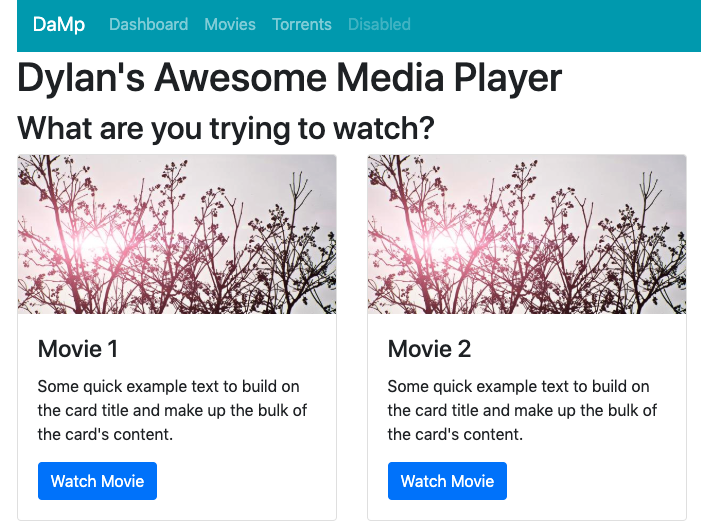 DaMp Dashboard Movies Torrents Disabled
Dylan's Awesome Media Player
What are you trying to watch?
Movie 1
Some quick example text to build on
the card title and make up the bulk of
the card's content.
Watch Movie
Movie 2
Some quick example text to build on
the card title and make up the bulk of
the card's content.
Watch Movie